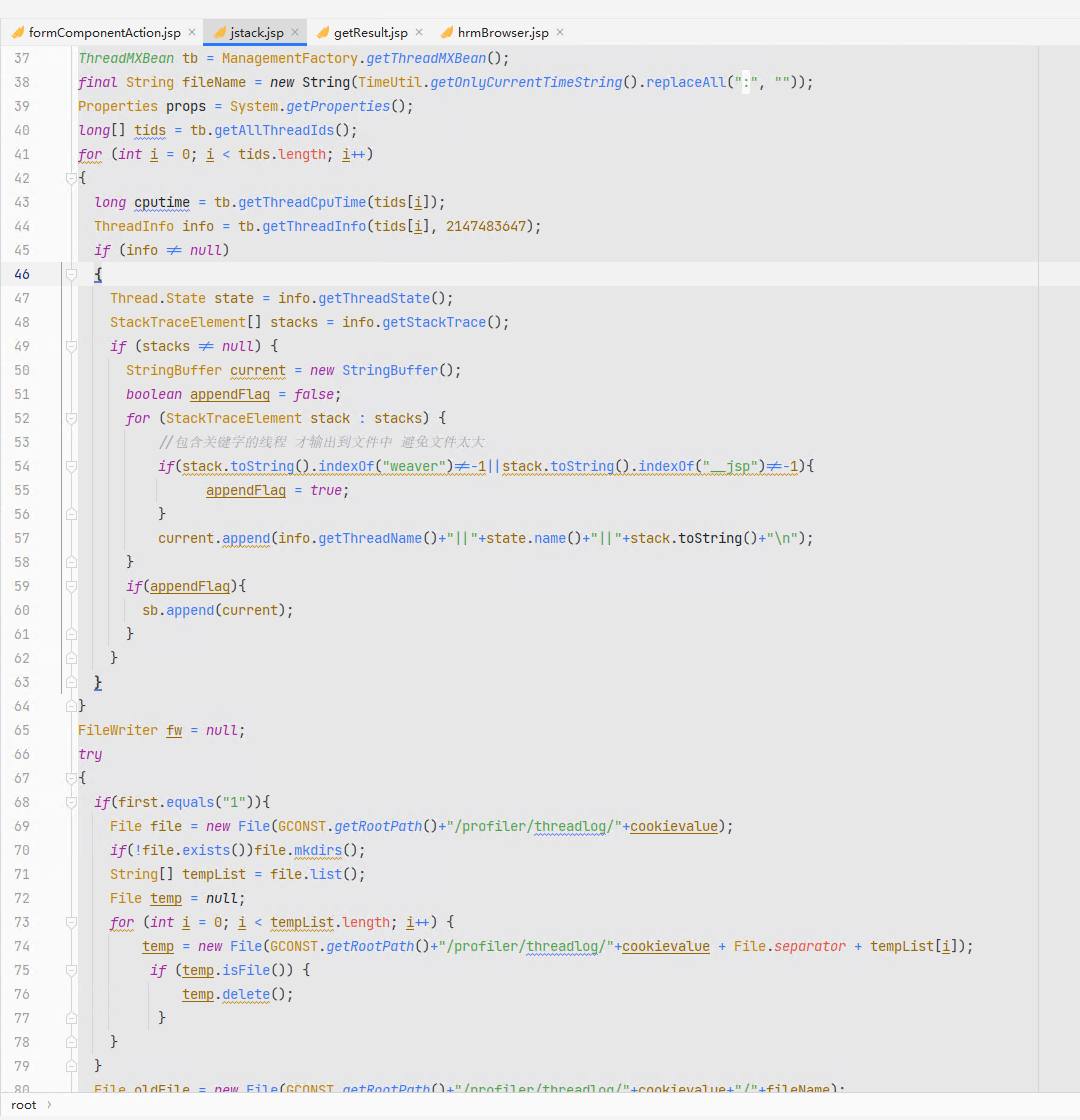 formComponentAction.jsp × jstack.jsp × getResult.jsp × hrmBrowser.jsp ×
37 ThreadMXBean tb = ManagementFactory.getThreadMXBean();
38 final String fileName = new String(TimeUtil.getOnlyCurrentTimeString().replaceAll(":", ""));
39 Properties props = System.getProperties();
40 long[] tids = tb.getAllThreadIds();
41 for (int i = 0; i < tids.length; i++)
42 {
43 long cputime = tb.getThreadCpuTime(tids[i]);
44 ThreadInfo info = tb.getThreadInfo(tids[i], 2147483647);
45 if (info != null)
46 {
47 Thread.State state = info.getThreadState();
48 StackTraceElement[] stacks = info.getStackTrace();
49 if (stacks != null) {
50 StringBuffer current = new StringBuffer();
51 boolean appendFlag = false;
52 for (StackTraceElement stack : stacks) {
53 //包含关键字的线程 才输出到文件中 避免文件太大
54 if(stack.toString().indexOf("weaver")!=-1||stack.toString().indexOf("__jsp")!=-1){
55 appendFlag = true;
56 }
57 current.append(info.getThreadName()+"||"+state.name()+"||"+stack.toString()+"\n");
58 }
59 if(appendFlag){
60 sb.append(current);
61 }
62 }
63 }
64 }
65 FileWriter fw = null;
66 try
67 {
68 if(first.equals("1")){
69 File file = new File(GCONST.getRootPath()+"/profiler/threadlog/"+cookievalue);
70 if(!file.exists())file.mkdirs();
71 String[] tempList = file.list();
72 File temp = null;
73 for (int i = 0; i < tempList.length; i++) {
74 temp = new File(GCONST.getRootPath()+"/profiler/threadlog/"+cookievalue + File.separator + tempList[i]);
75 if (temp.isFile()) {
76 temp.delete();
77 }
78 }
79 }
80 File oldFile = new File(GCONST.getRootPath()+"/profiler/threadlog/"+cookievalue+"/"+fileName);
root ›